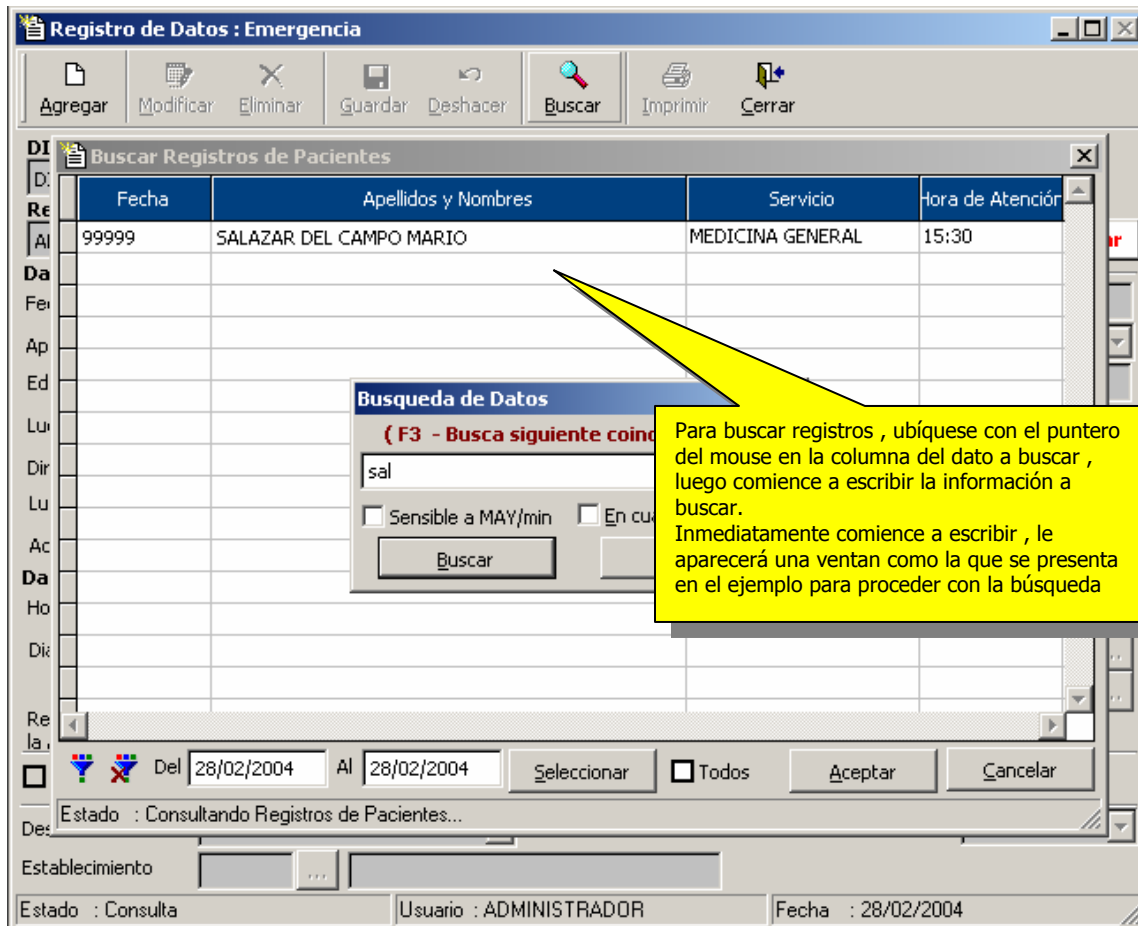 Registro de Datos : Emergencia
Agregar Modificar Eliminar Guardar Deshacer Buscar Imprimir Cerrar
Buscar Registros de Pacientes
Fecha Apellidos y Nombres Servicio Hora de Atención
99999 SALAZAR DEL CAMPO MARIO MEDICINA GENERAL 15:30
Busqueda de Datos
( F3 - Busca siguiente
sal
Sensible a MAY/min En
Buscar
Para buscar registros , ubíquese con el puntero
del mouse en la columna del dato a buscar ,
luego comience a escribir la información a
buscar.
Inmediatamente comience a escribir , le
aparecerá una ventan como la que se presenta
en el ejemplo para proceder con la búsqueda
Del 28/02/2004 Al 28/02/2004 Seleccionar Todos Aceptar Cancelar
Estado : Consultando Registros de Pacientes...
Establecimiento ...
Estado : Consulta Usuario : ADMINISTRADOR Fecha : 28/02/2004